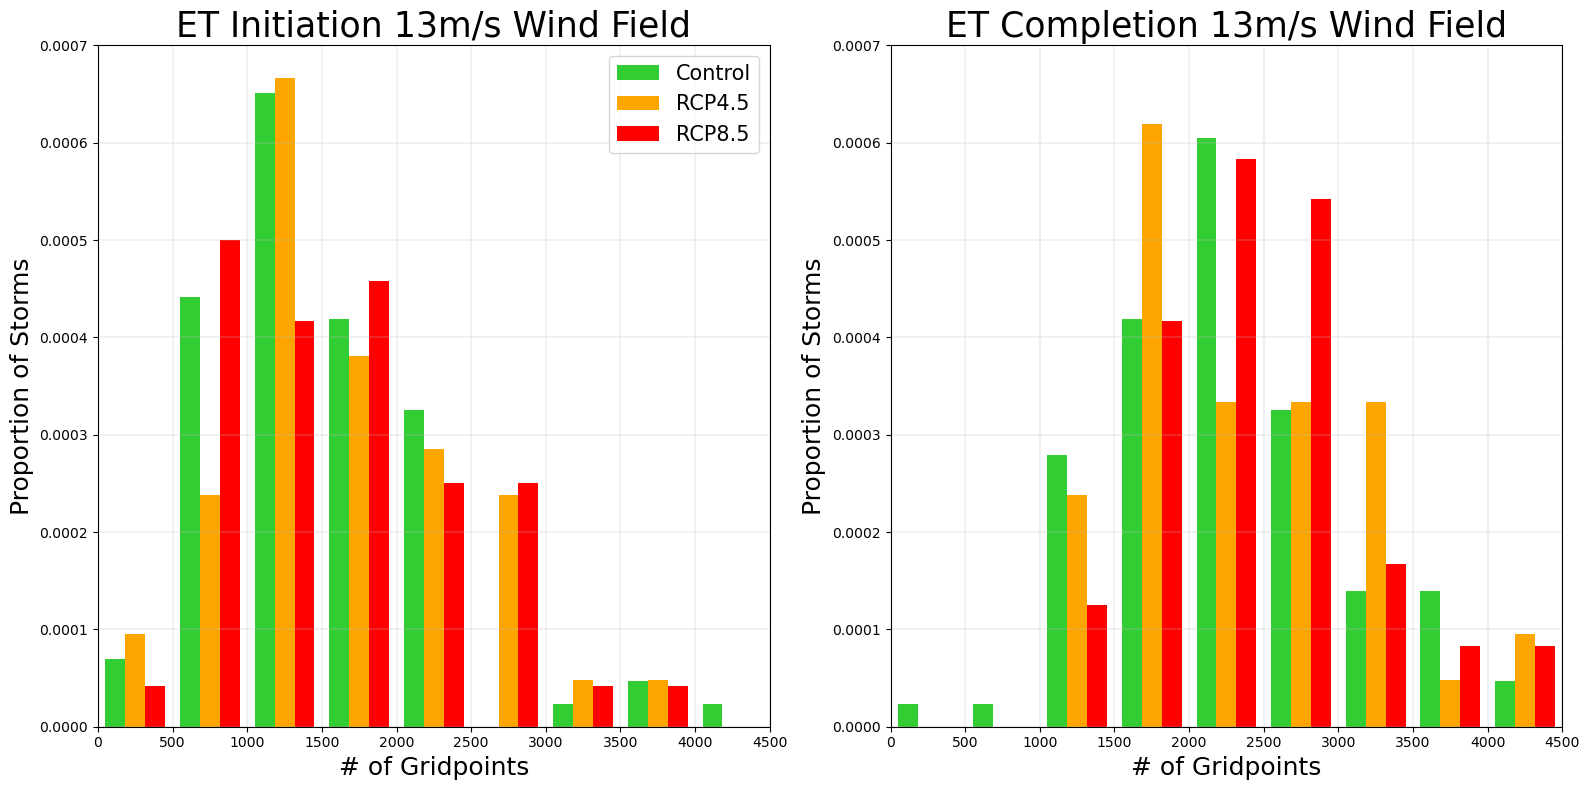 ET Initiation 13m/s Wind Field
0.0007
0.0006
0.0005
0.0004
0.0003
0.0002
0.0001
0.0000
Proportion of Storms
Control
RCP4.5
RCP8.5
0 500 1000 1500 2000 2500 3000 3500 4000 4500
# of Gridpoints
ET Completion 13m/s Wind Field
0.0007
0.0006
0.0005
0.0004
0.0003
0.0002
0.0001
0.0000
Proportion of Storms
0 500 1000 1500 2000 2500 3000 3500 4000 4500
# of Gridpoints